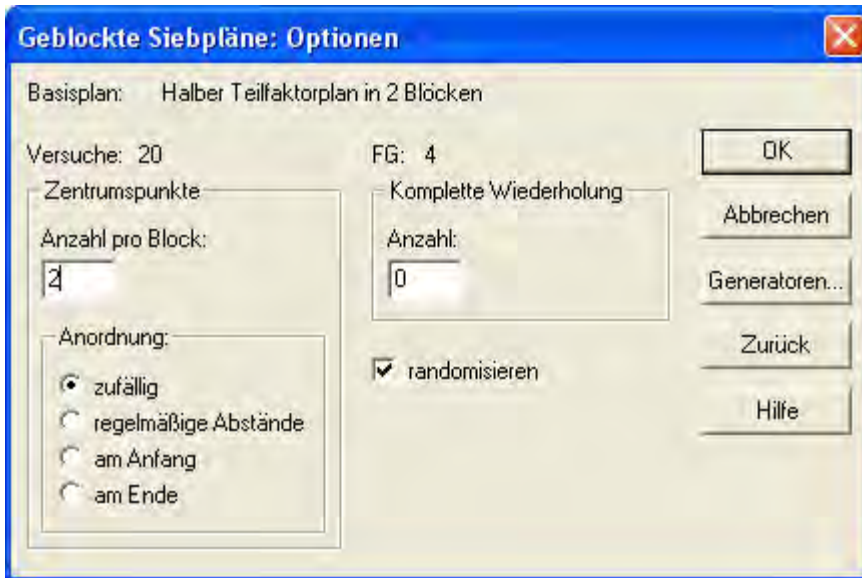 Geblockte Siebpläne: Optionen
Basisplan: Halber Teilfaktorplan in 2 Blöcken
Versuche: 20 FG: 4
Zentrumspunkte
Anzahl pro Block:
2
Anordnung:
zufällig
regelmäßige Abstände
am Anfang
am Ende
Komplette Wiederholung
Anzahl:
0
randomisieren
OK
Abbrechen
Generatoren...
Zurück
Hilfe